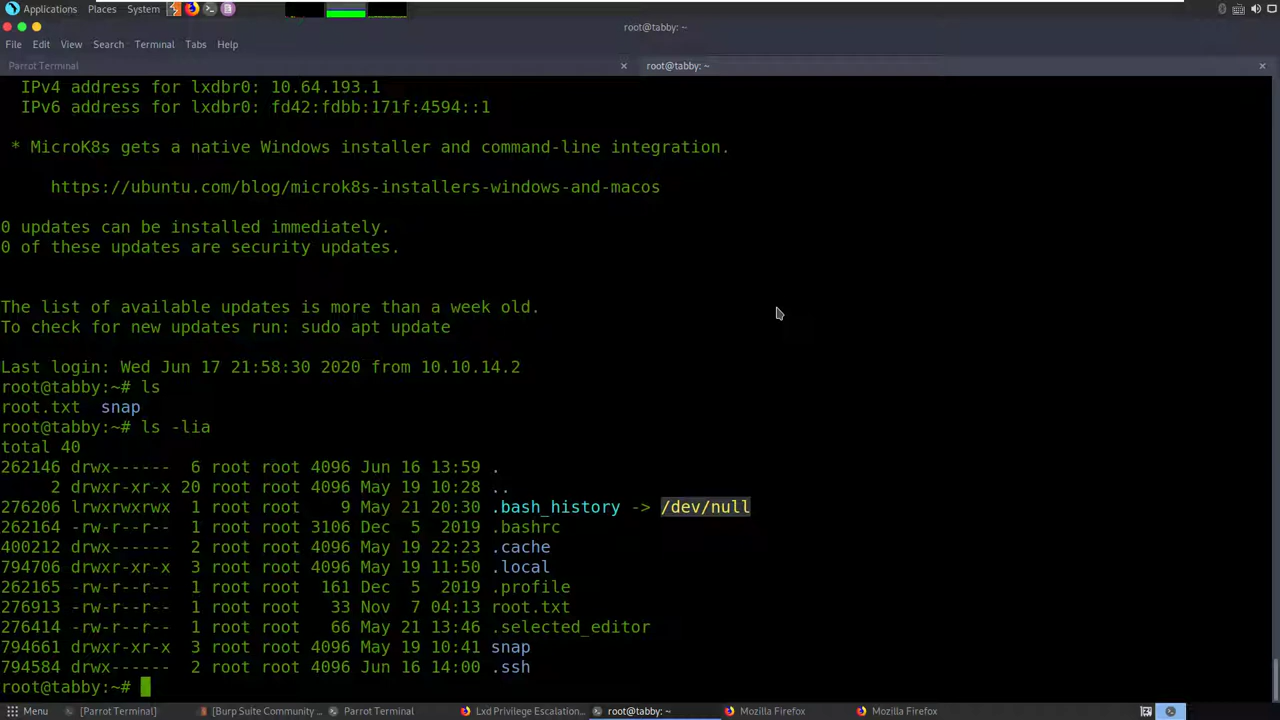 Applications Places System
root@tabby: ~
File Edit View Search Terminal Tabs Help
Parrot Terminal × root@tabby: ~ ×
IPv4 address for lxdbr0: 10.64.193.1
IPv6 address for lxdbr0: fd42:fdbb:171f:4594::1
* MicroK8s gets a native Windows installer and command-line integration.
https://ubuntu.com/blog/microk8s-installers-windows-and-macos
0 updates can be installed immediately.
0 of these updates are security updates.
The list of available updates is more than a week old.
To check for new updates run: sudo apt update
Last login: Wed Jun 17 21:58:30 2020 from 10.10.14.2
root@tabby:~# ls
root.txt snap
root@tabby:~# ls -lia
total 40
262146 drwx------ 6 root root 4096 Jun 16 13:59 .
2 drwxr-xr-x 20 root root 4096 May 19 10:28 ..
276206 lrwxrwxrwx 1 root root 9 May 21 20:30 .bash_history -> /dev/null
262164 -rw-r--r-- 1 root root 3106 Dec 5 2019 .bashrc
400212 drwx------ 2 root root 4096 May 19 22:23 .cache
794706 drwxr-xr-x 3 root root 4096 May 19 11:50 .local
262165 -rw-r--r-- 1 root root 161 Dec 5 2019 .profile
276913 -rw-r--r-- 1 root root 33 Nov 7 04:13 root.txt
276414 -rw-r--r-- 1 root root 66 May 21 13:46 .selected_editor
794661 drwxr-xr-x 3 root root 4096 May 19 10:41 snap
794584 drwx------ 2 root root 4096 Jun 16 14:00 .ssh
root@tabby:~#
Menu [Parrot Terminal] [Burp Suite Community ... Parrot Terminal Lxd Privilege Escalation... root@tabby: ~ Mozilla Firefox Mozilla Firefox